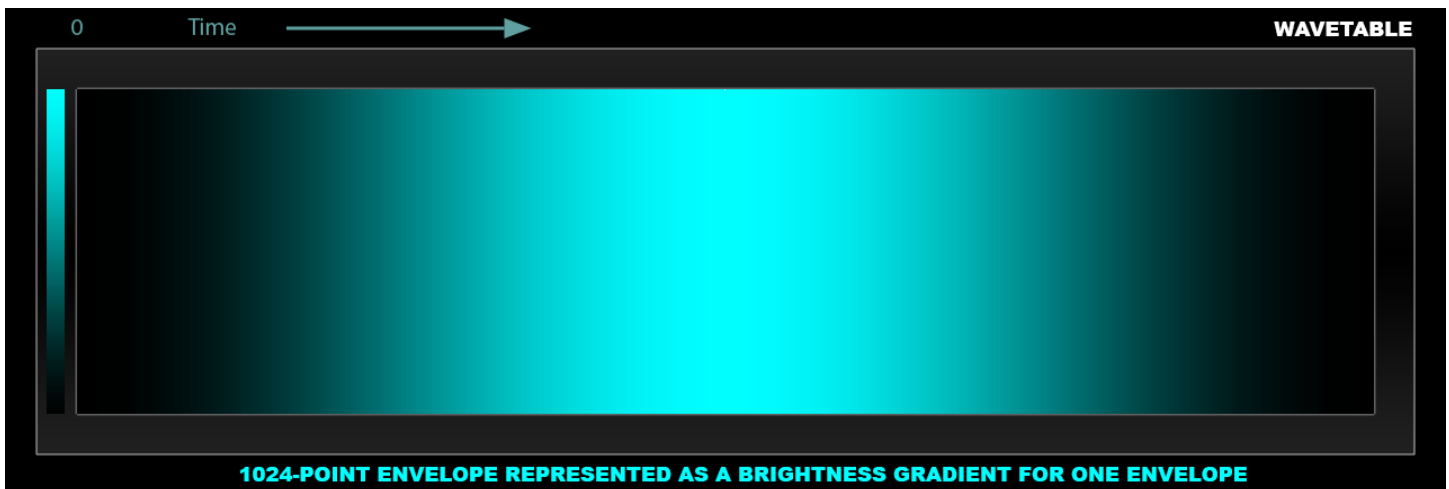 0 Time WAVETABLE
1024-POINT ENVELOPE REPRESENTED AS A BRIGHTNESS GRADIENT FOR ONE ENVELOPE